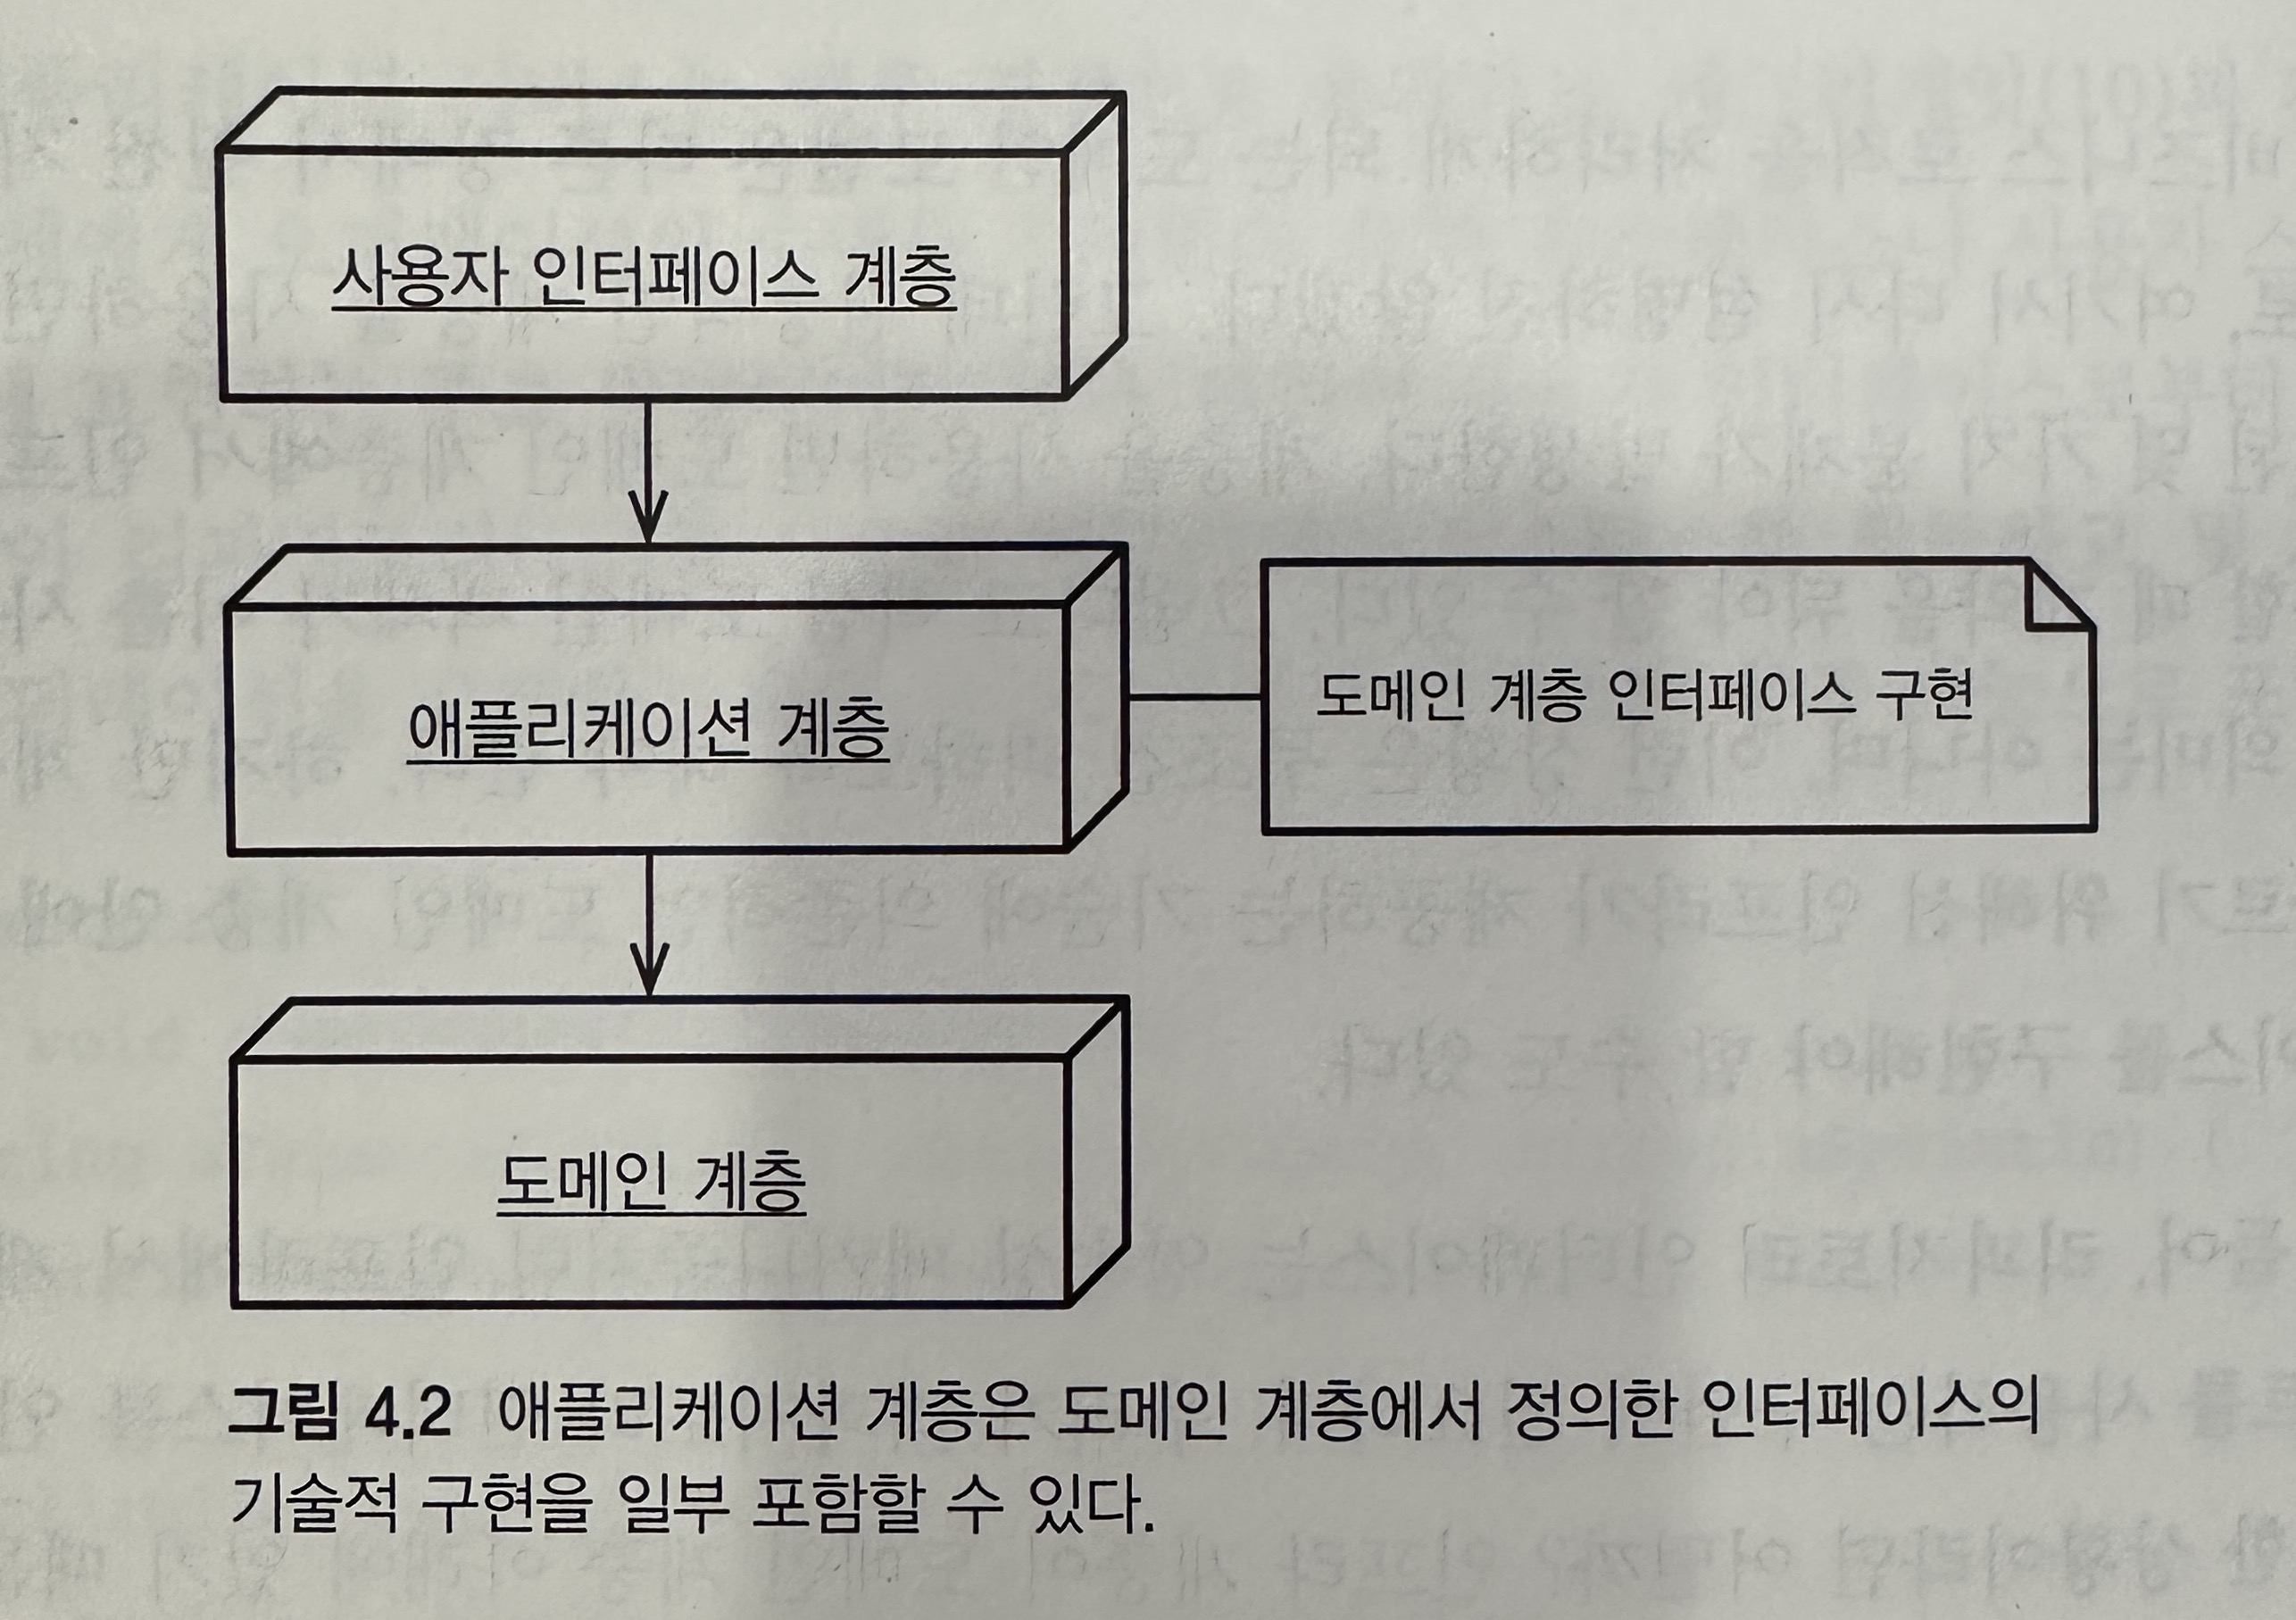 사용자 인터페이스 계층
애플리케이션 계층
도메인 계층 인터페이스 구현
도메인 계층
그림 4.2 애플리케이션 계층은 도메인 계층에서 정의한 인터페이스의
기술적 구현을 일부 포함할 수 있다.